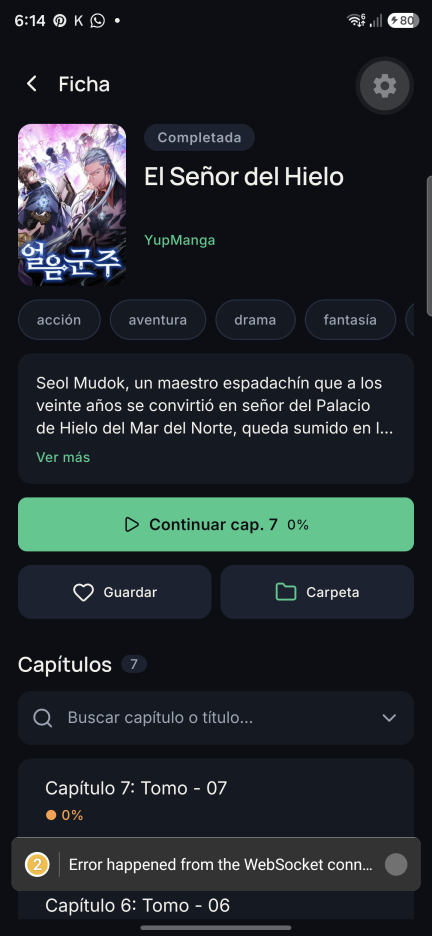 6:14
80
Ficha
Completada
El Señor del Hielo
YupManga
얼음군주
acción
aventura
drama
fantasía
Seol Mudok, un maestro espadachín que a los
veinte años se convirtió en señor del Palacio
de Hielo del Mar del Norte, queda sumido en l...
Ver más
Continuar cap. 7 0%
Guardar
Carpeta
Capítulos 7
Buscar capítulo o título...
Capítulo 7: Tomo - 07
0%
2 Error happened from the WebSocket conn...
Capítulo 6: Tomo - 06